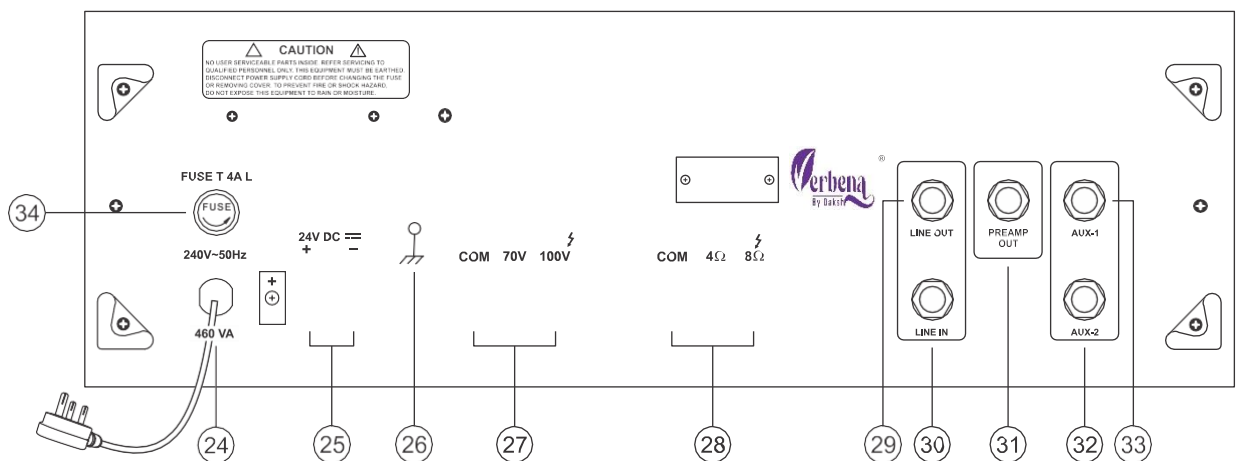 CAUTION
NO USER SERVICEABLE PARTS INSIDE. REFER SERVICING TO
QUALIFIED PERSONNEL ONLY. THIS EQUIPMENT MUST BE EARTHED.
DISCONNECT POWER SUPPLY CORD BEFORE CHANGING THE FUSE
OR REMOVING COVER. TO PREVENT FIRE OR SHOCK HAZARD.
DO NOT EXPOSE THIS EQUIPMENT TO RAIN OR MOISTURE.
FUSE T 4A L
FUSE
34
240V~50Hz
460 VA
24V DC
+ −
COM 70V 100V
COM 4Ω 8Ω
Verbena ®
By Daksh
LINE OUT
LINE IN
PREAMP
OUT
AUX-1
AUX-2
24 25 26 27 28 29 30 31 32 33